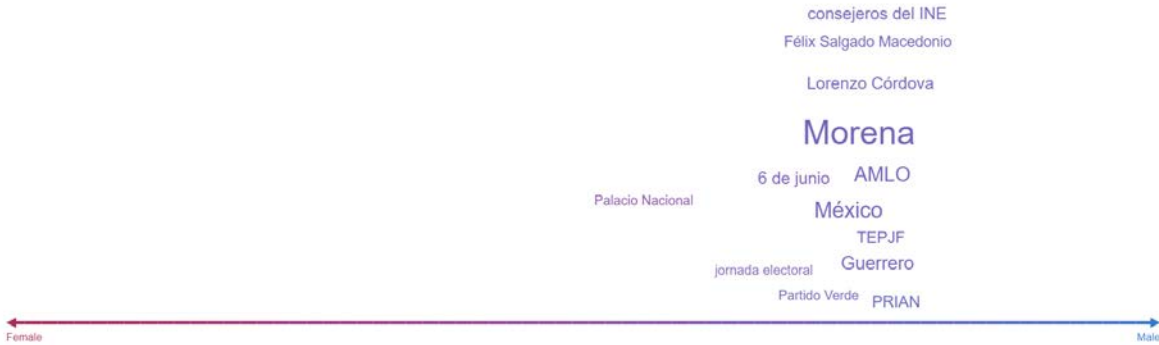 consejeros del INE
Félix Salgado Macedonio
Lorenzo Córdova
Morena
6 de junio AMLO
Palacio Nacional
México
TEPJF
jornada electoral Guerrero
Partido Verde PRIAN
Female Male